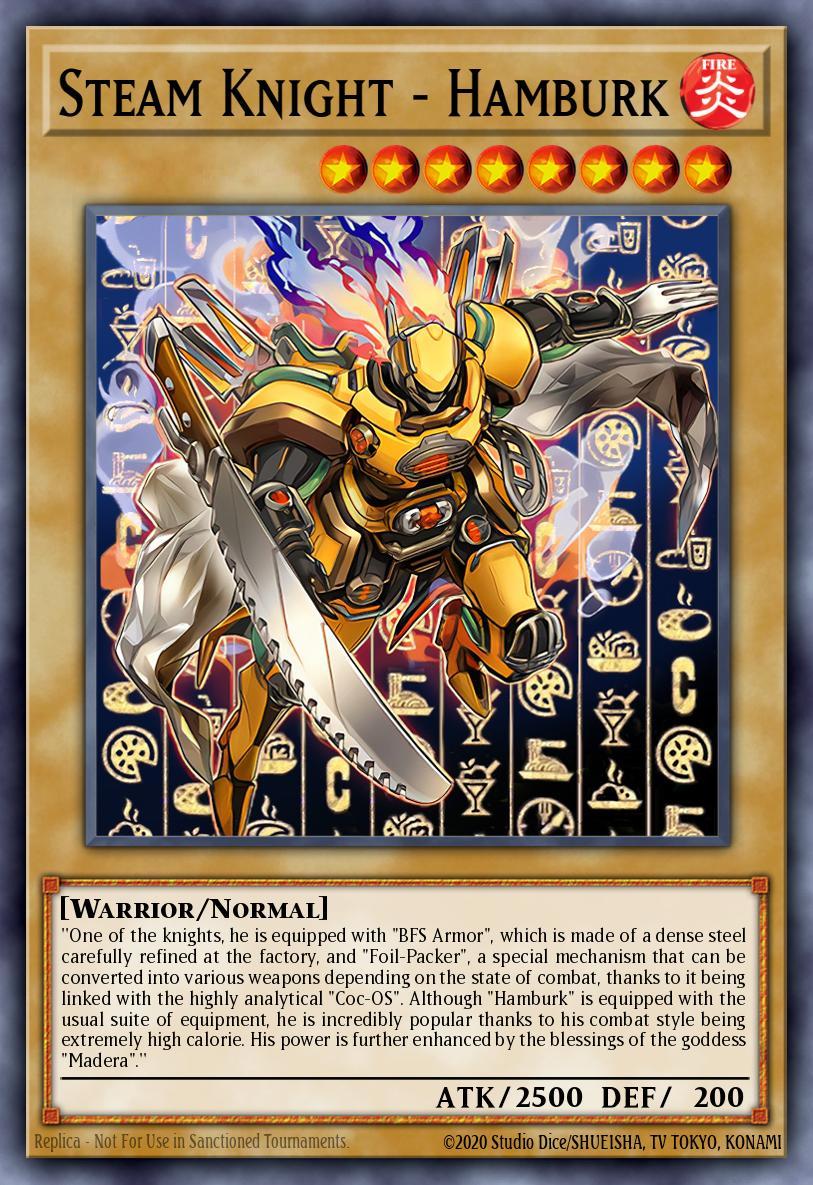 Steam Knight - Hamburk
FIRE
炎
[Warrior/Normal]
"One of the knights, he is equipped with "BFS Armor", which is made of a dense steel
carefully refined at the factory, and "Foil-Packer", a special mechanism that can be
converted into various weapons depending on the state of combat, thanks to it being
linked with the highly analytical "Coc-OS". Although "Hamburk" is equipped with the
usual suite of equipment, he is incredibly popular thanks to his combat style being
extremely high calorie. His power is further enhanced by the blessings of the goddess
"Madera"."
ATK/2500 DEF/ 200
Replica - Not For Use in Sanctioned Tournaments.
©2020 Studio Dice/SHUEISHA, TV TOKYO, KONAMI